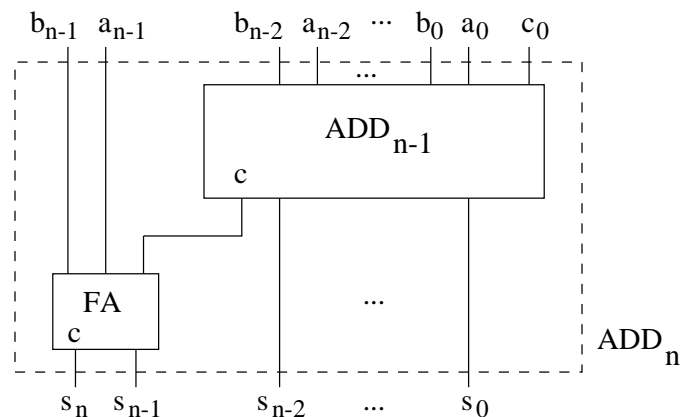 b_{n-1} a_{n-1} b_{n-2} a_{n-2} ... b_0 a_0 c_0
...
ADD_{n-1}
c
FA
...
c
ADD_n
s_n s_{n-1} s_{n-2} ... s_0